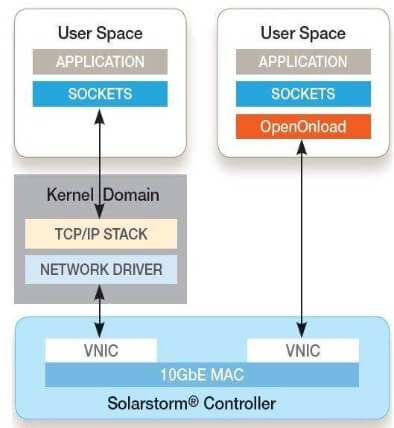 User Space
APPLICATION
SOCKETS
User Space
APPLICATION
SOCKETS
OpenOnload
Kernel Domain
TCP/IP STACK
NETWORK DRIVER
VNIC
VNIC
10GbE MAC
Solarstorm® Controller